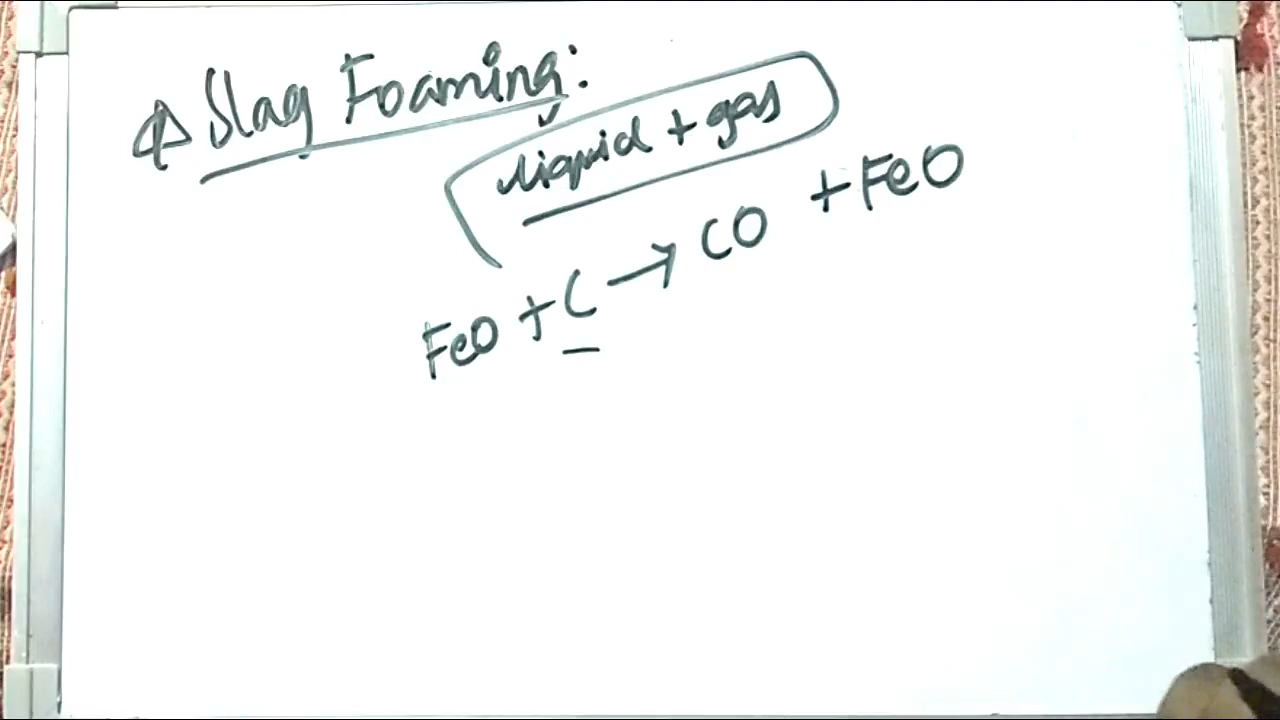 Slag Foaming:
liquid + gas
FeO + C → CO + FeO